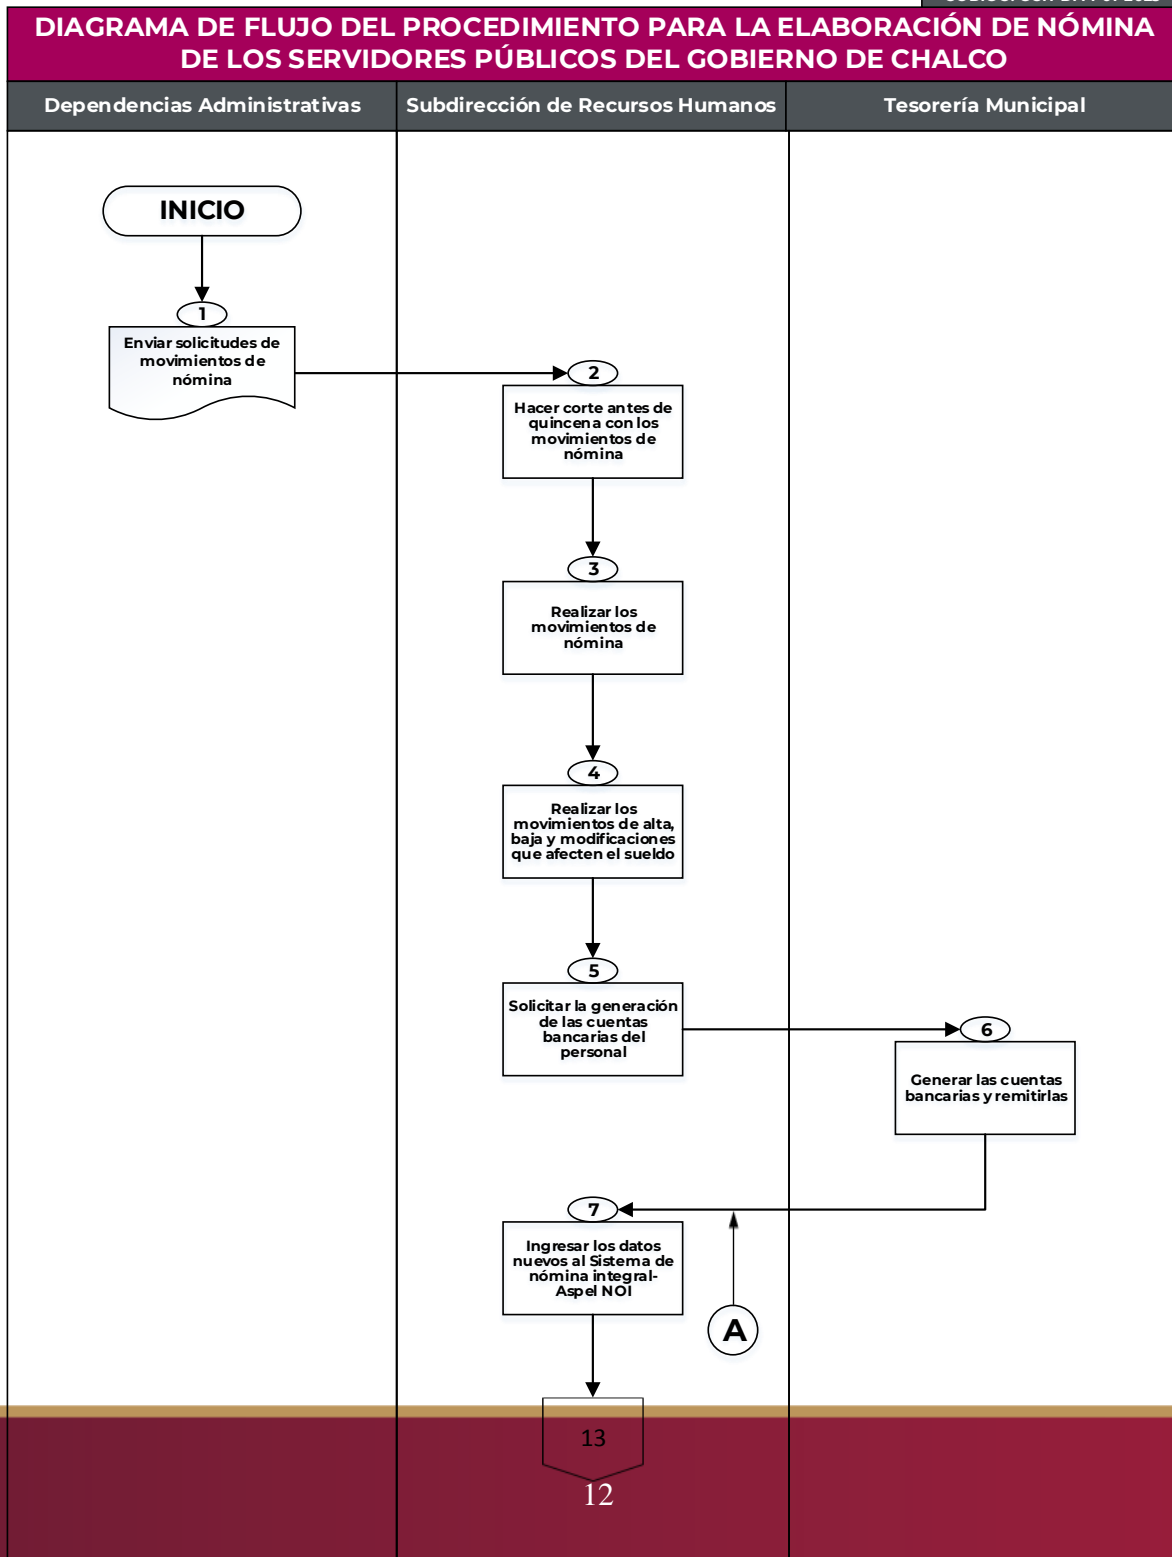 DIAGRAMA DE FLUJO DEL PROCEDIMIENTO PARA LA ELABORACIÓN DE NÓMINA
DE LOS SERVIDORES PÚBLICOS DEL GOBIERNO DE CHALCO
Dependencias Administrativas
Subdirección de Recursos Humanos
Tesorería Municipal
INICIO
1
Enviar solicitudes de
movimientos de
nómina
2
Hacer corte antes de
quincena con los
movimientos de
nómina
3
Realizar los
movimientos de
nómina
4
Realizar los
movimientos de alta,
baja y modificaciones
que afecten el sueldo
5
Solicitar la generación
de las cuentas
bancarias del
personal
6
Generar las cuentas
bancarias y remitirlas
7
Ingresar los datos
nuevos al Sistema de
nómina integral-
Aspel NOI
A
13
12